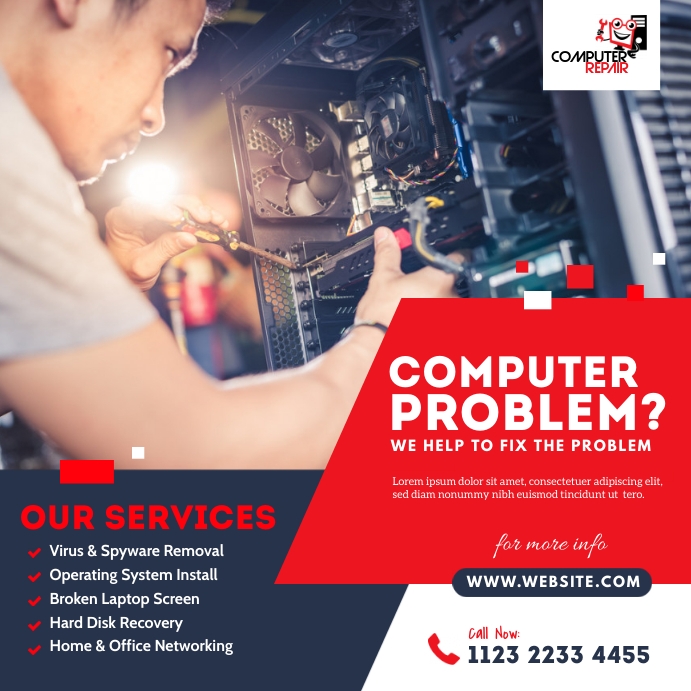 COMPUTER
REPAIR
COMPUTER
PROBLEM?
WE HELP TO FIX THE PROBLEM
Lorem ipsum dolor sit amet, consectetuer adipiscing elit,
sed diam nonummy nibh euismod tincidunt ut tero.
for more info
WWW.WEBSITE.COM
Call Now:
1123 2233 4455
OUR SERVICES
Virus & Spyware Removal
Operating System Install
Broken Laptop Screen
Hard Disk Recovery
Home & Office Networking